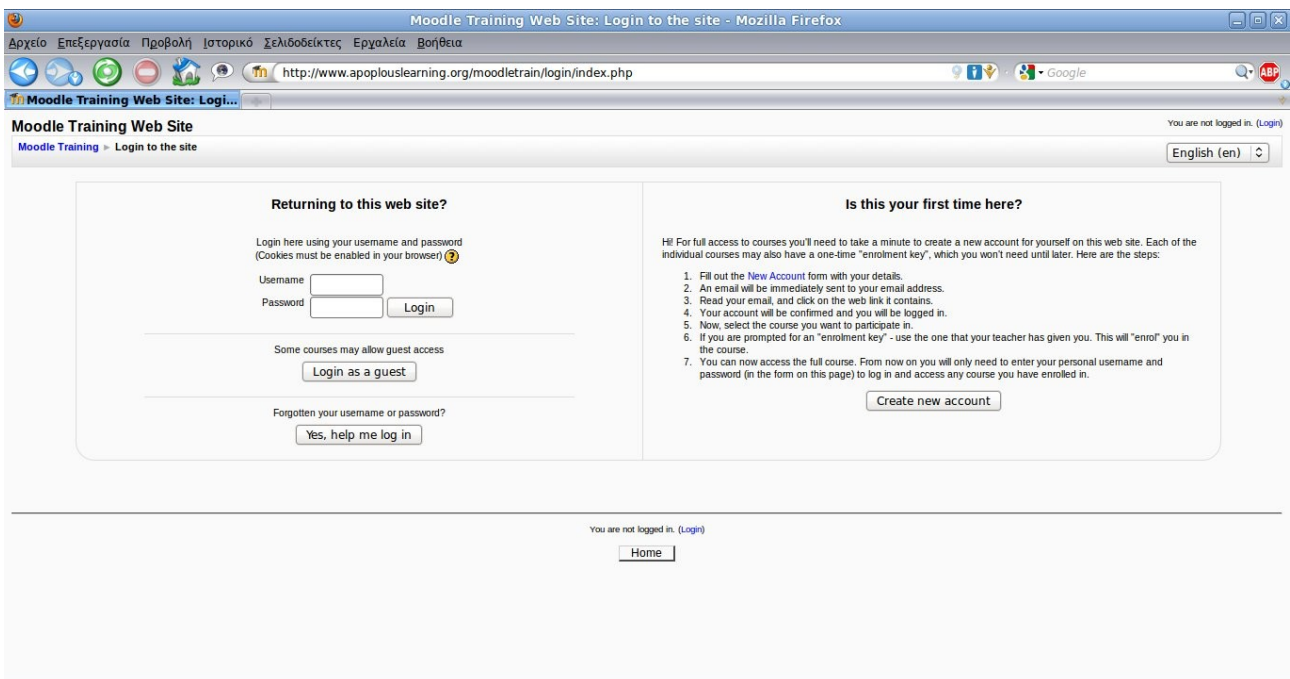 Moodle Training Web Site: Login to the site - Mozilla Firefox
Αρχείο Επεξεργασία Προβολή Ιστορικό Σελιδοδείκτες Εργαλεία Βοήθεια
http://www.apoplouslearning.org/moodletrain/login/index.php
Google
ABP
Moodle Training Web Site: Logi...
Moodle Training Web Site
You are not logged in. (Login)
Moodle Training ► Login to the site
English (en)
Returning to this web site?
Login here using your username and password
(Cookies must be enabled in your browser) ?
Username
Password
Login
Some courses may allow guest access
Login as a guest
Forgotten your username or password?
Yes, help me log in
Is this your first time here?
Hi! For full access to courses you'll need to take a minute to create a new account for yourself on this web site. Each of the
individual courses may also have a one-time "enrolment key", which you won't need until later. Here are the steps:
1. Fill out the New Account form with your details.
2. An email will be immediately sent to your email address.
3. Read your email, and click on the web link it contains.
4. Your account will be confirmed and you will be logged in.
5. Now, select the course you want to participate in.
6. If you are prompted for an "enrolment key" - use the one that your teacher has given you. This will "enrol" you in
the course.
7. You can now access the full course. From now on you will only need to enter your personal username and
password (in the form on this page) to log in and access any course you have enrolled in.
Create new account
You are not logged in. (Login)
Home